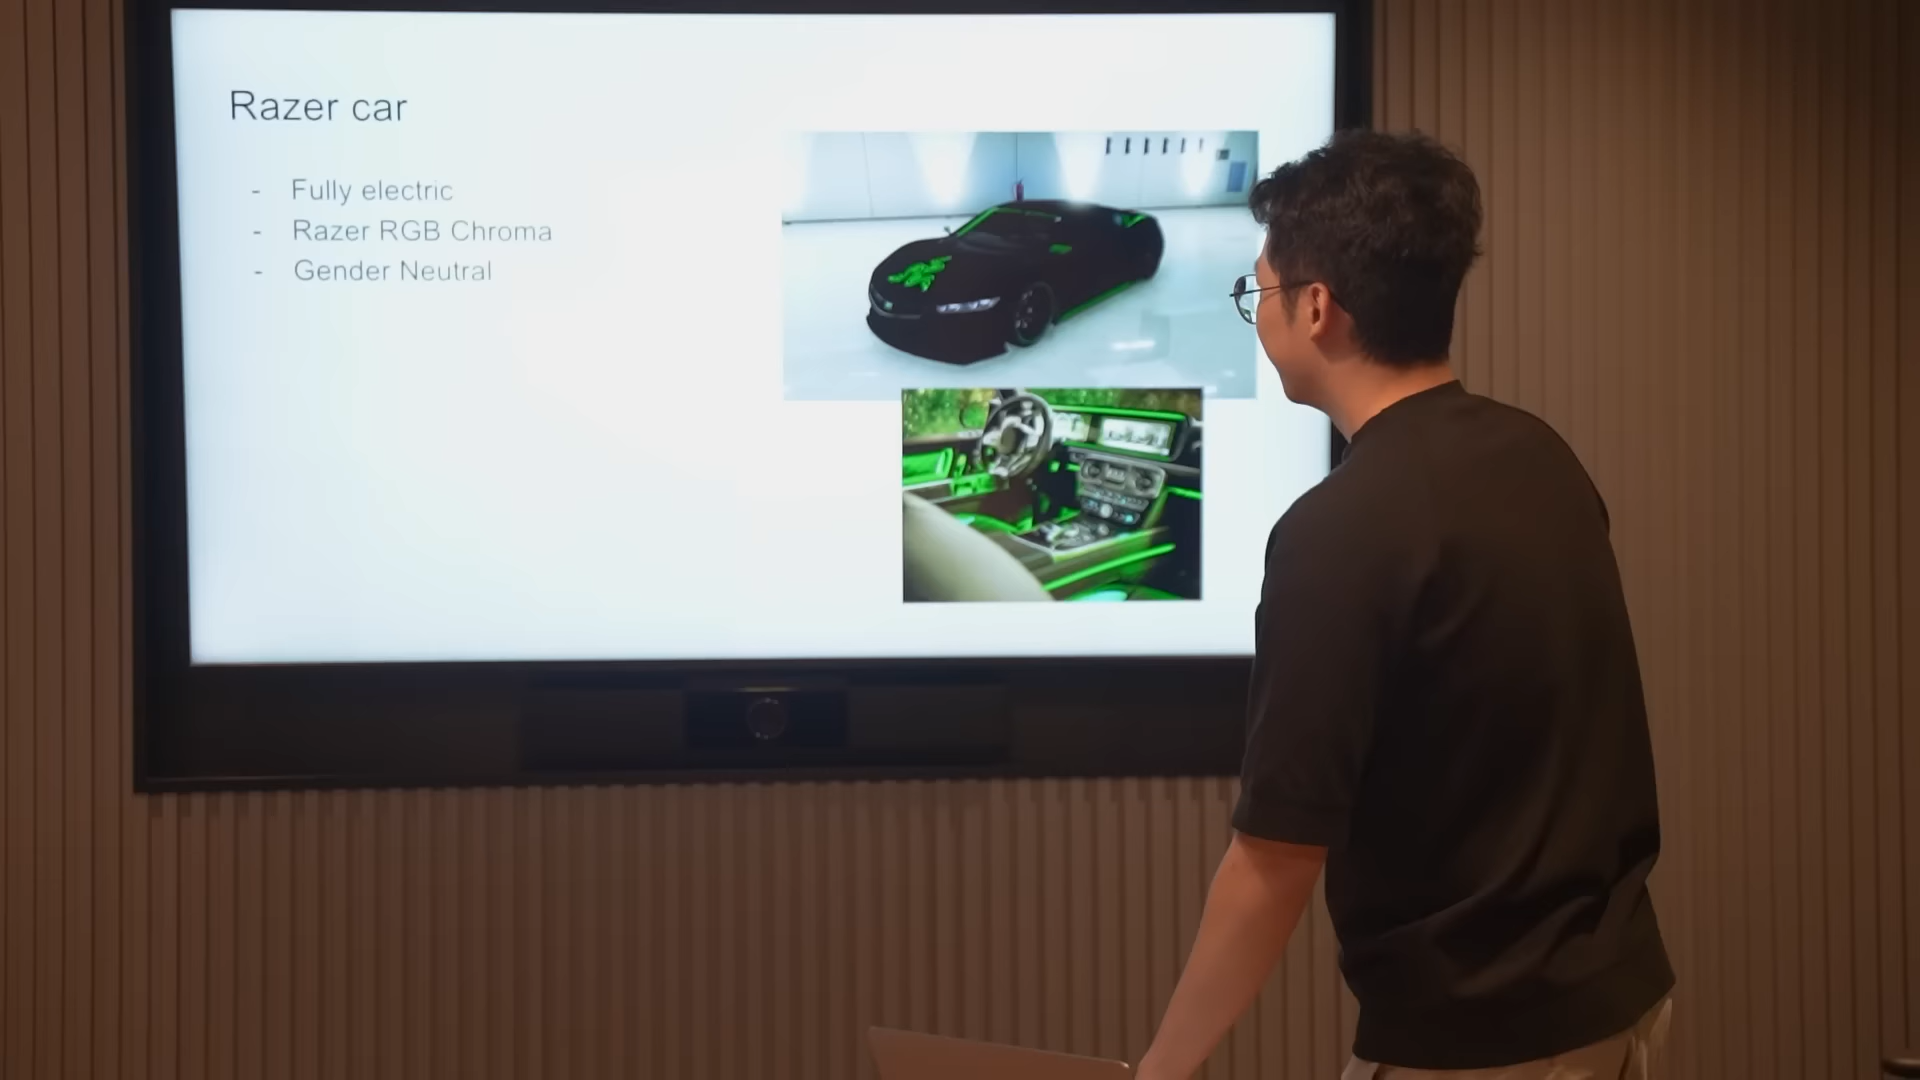 Razer car
- Fully electric
- Razer RGB Chroma
- Gender Neutral